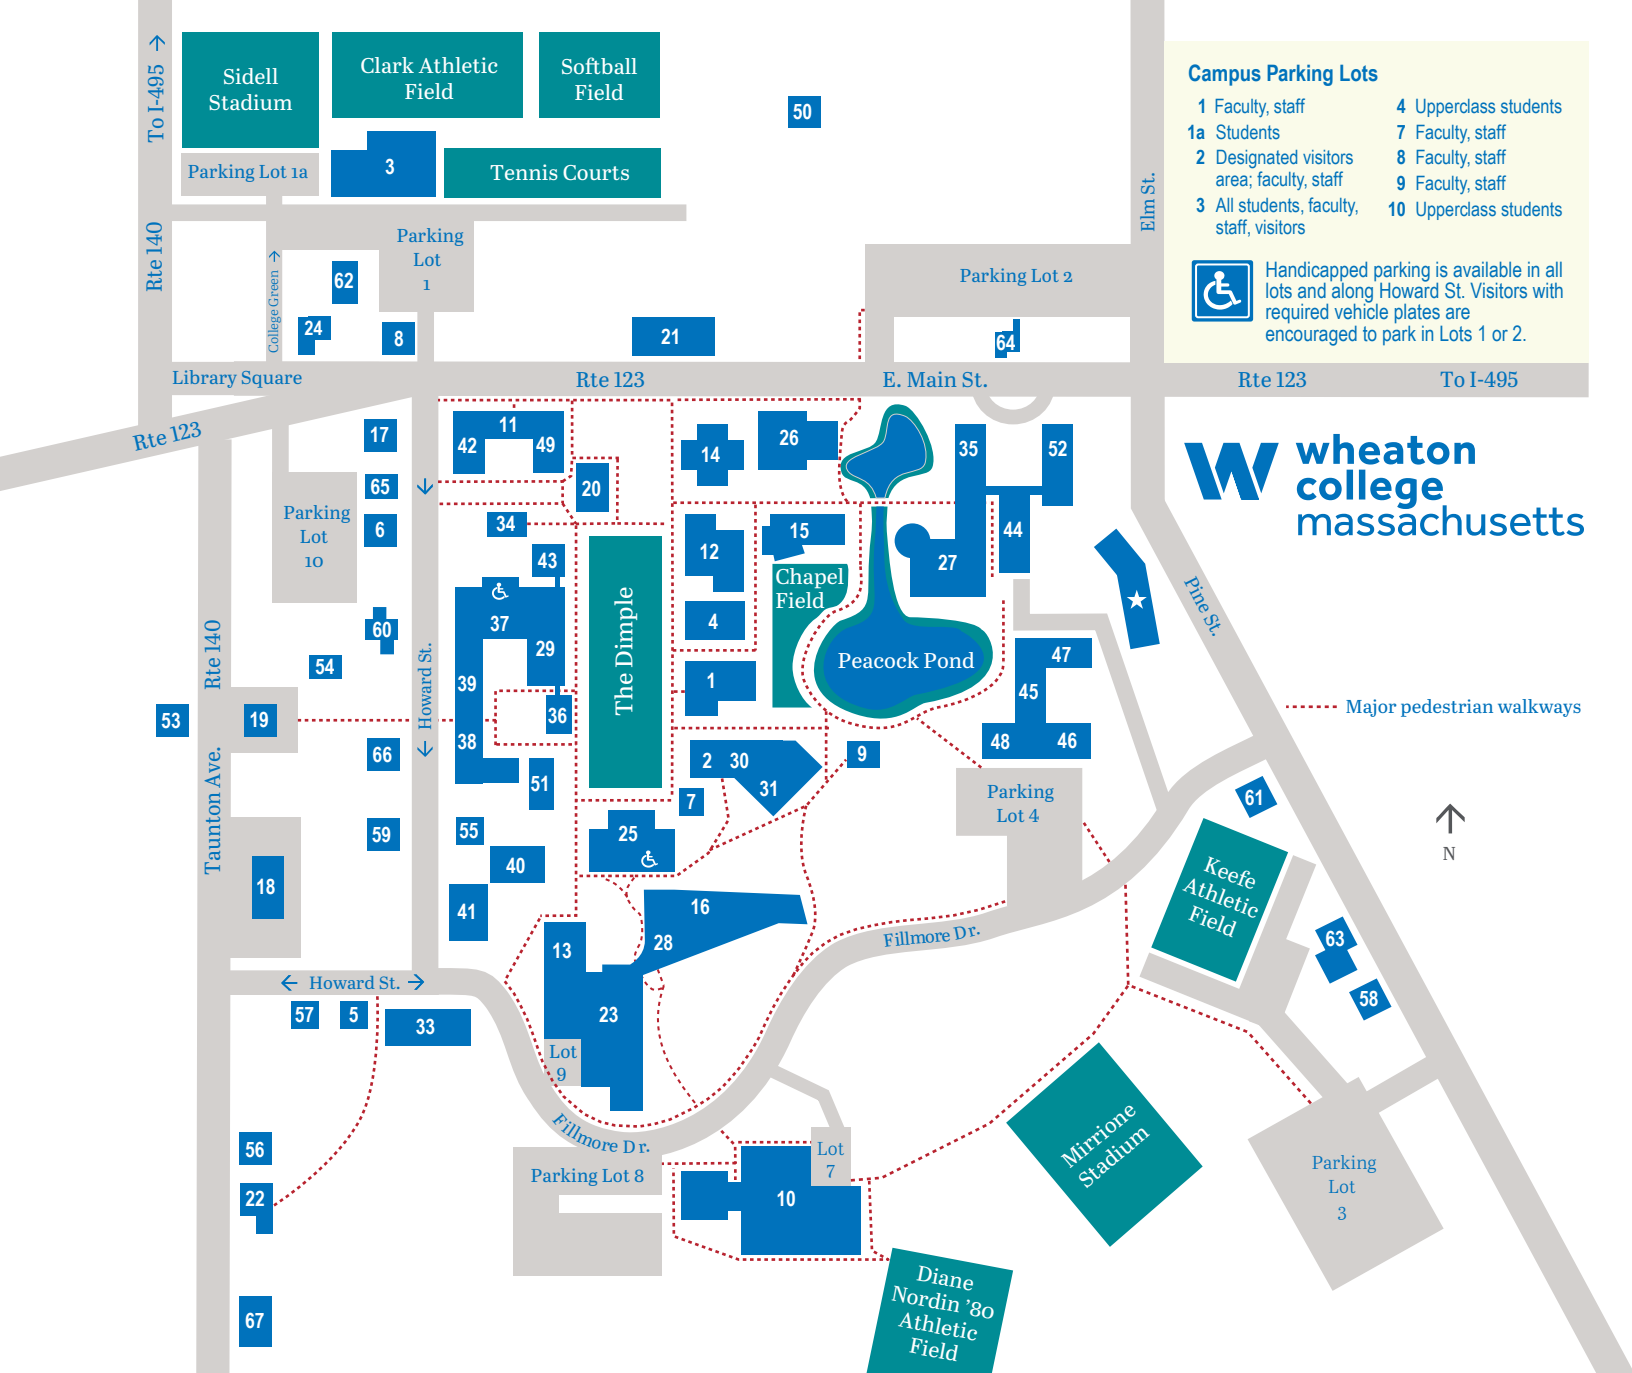 To I-495
Sidell
Stadium
Clark Athletic
Field
Softball
Field
50
Parking Lot 1a
3
Tennis Courts
Elm St.
Campus Parking Lots
1 Faculty, staff
1a Students
2 Designated visitors
area; faculty, staff
3 All students, faculty,
staff, visitors
4 Upperclass students
7 Faculty, staff
8 Faculty, staff
9 Faculty, staff
10 Upperclass students
Handicapped parking is available in all
lots and along Howard St. Visitors with
required vehicle plates are
encouraged to park in Lots 1 or 2.
Rte 140
College Green
Parking
Lot
1
62
24
8
21
Parking Lot 2
64
Library Square
Rte 123
E. Main St.
Rte 123
To I-495
Rte 123
17
11
42
49
14
26
35
52
wheaton
college
massachusetts
65
20
Parking
Lot
10
6
34
12
15
44
27
43
Chapel
Field
37
29
4
The Dimple
60
Rte 140
54
Howard St.
39
1
Peacock Pond
47
45
Pine St.
53
19
36
Major pedestrian walkways
66
38
2
30
31
9
48
46
51
7
Parking
Lot 4
61
Taunton Ave.
59
55
25
N
18
40
41
16
28
13
Keefe
Athletic
Field
Fillmore Dr.
63
58
Howard St.
57
5
33
23
Lot
9
Fillmore Dr.
Mirrione
Stadium
56
22
Parking Lot 8
Lot
7
10
Parking
Lot
3
67
Diane
Nordin ’80
Athletic
Field